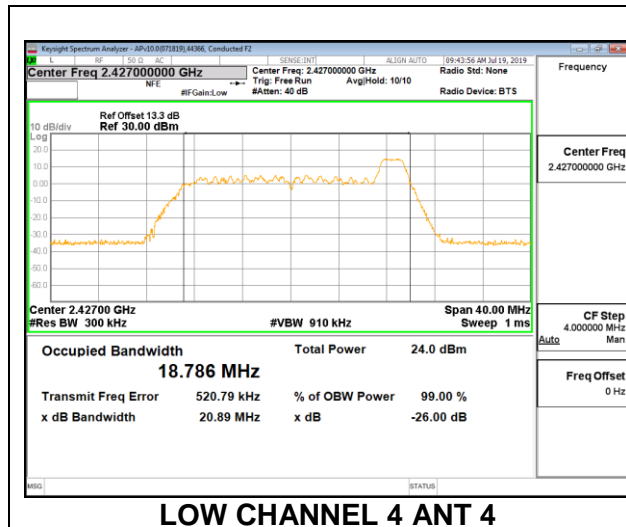 Keysight Spectrum Analyzer - APv10.0(071819),44366, Conducted F2
L RF 50 Ω AC SENSE:INT ALIGN AUTO 09:43:56 AM Jul 19, 2019
Center Freq 2.427000000 GHz Center Freq: 2.427000000 GHz Radio Std: None
NFE Trig: Free Run Avg|Hold: 10/10
#IFGain:Low #Atten: 40 dB Radio Device: BTS
Frequency
Ref Offset 13.3 dB
10 dB/div Ref 30.00 dBm
Log
20.0
10.0
0.00
-10.0
-20.0
-30.0
-40.0
-50.0
-60.0
Center Freq
2.427000000 GHz
Center 2.42700 GHz Span 40.00 MHz
#Res BW 300 kHz #VBW 910 kHz Sweep 1 ms
CF Step
4.000000 MHz
Auto Man
Freq Offset
0 Hz
Occupied Bandwidth Total Power 24.0 dBm
18.786 MHz
Transmit Freq Error 520.79 kHz % of OBW Power 99.00 %
x dB Bandwidth 20.89 MHz x dB -26.00 dB
MSG STATUS
LOW CHANNEL 4 ANT 4